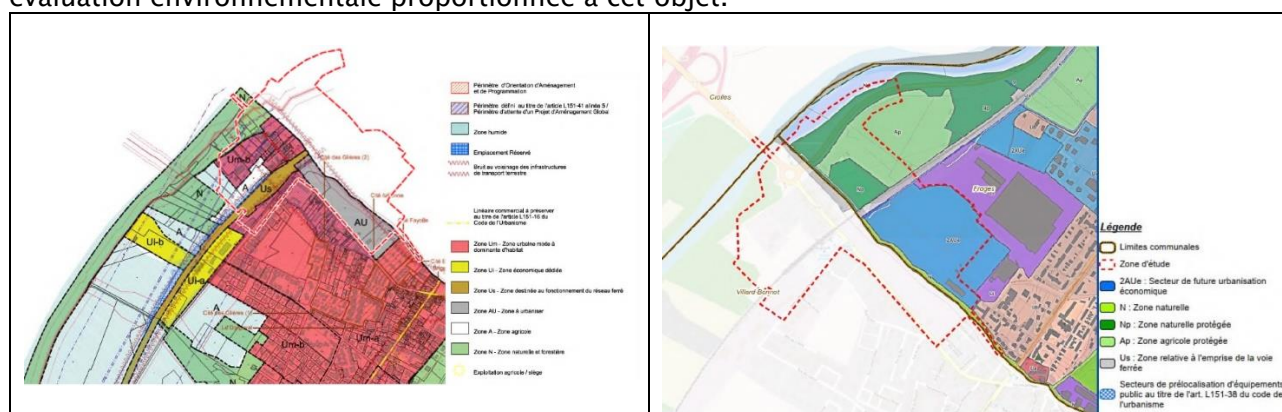 évaluation environnementale proportionnée à cet objet.
N
Um-b
N
A
Us
AU
A
Ui-b
Ui-a
A
N
Um-b
Um-a
Périmètre d'Orientation d'Aménagement
et de Programmation
Périmètre défini au titre de l'article L151-41 alinéa 5 /
Périmètre d'attente d'un Projet d'Aménagement Global
Zone humide
Emplacement Réservé
Bruit au voisinage des infrastructures
de transport terrestre
Linéaire commercial à préserver
au titre de l'article L151-16 du
Code de l'Urbanisme
Zone Um - Zone urbaine mixte à
dominante d'habitat
Zone Ui - Zone économique dédiée
Zone Us - Zone destinée au fonctionnement du réseau ferré
Zone AU - Zone à urbaniser
Zone A - Zone agricole
Zone N - Zone naturelle et forestière
Exploitation agricole / siège
Crolles
Ap
Np
Froges
2AUe
2AUe
Villard-Bonnot
Légende
Limites communales
Zone d'étude
2AUe : Secteur de future urbanisation
économique
N : Zone naturelle
Np : Zone naturelle protégée
Ap : Zone agricole protégée
Us : Zone relative à l'emprise de la voie
ferrée
Secteurs de prélocalisation d'équipements
public au titre de l'art. L151-38 du code de
l'urbanisme